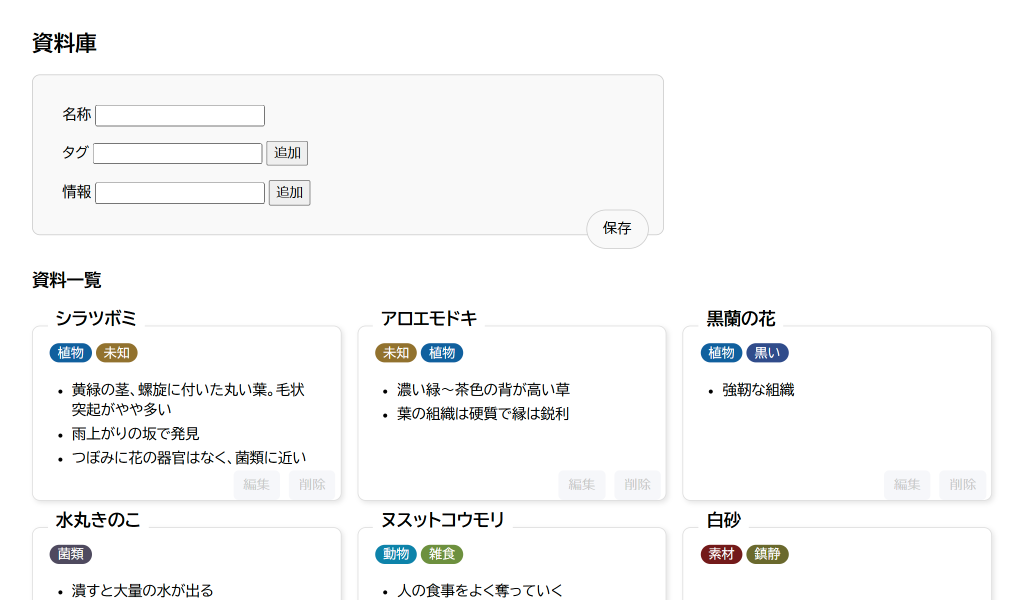 資料庫
名称
タグ 追加
情報 追加
保存
資料一覧
シラツボミ
植物 未知
黄緑の茎、螺旋に付いた丸い葉。毛状
突起がやや多い
雨上がりの坂で発見
つぼみに花の器官はなく、菌類に近い
編集 削除
アロエモドキ
未知 植物
濃い緑～茶色の背が高い草
葉の組織は硬質で縁は鋭利
編集 削除
黒蘭の花
植物 黒い
強靭な組織
編集 削除
水丸きのこ
菌類
潰すと大量の水が出る
ヌスットコウモリ
動物 雑食
人の食事をよく奪っていく
白砂
素材 鎮静